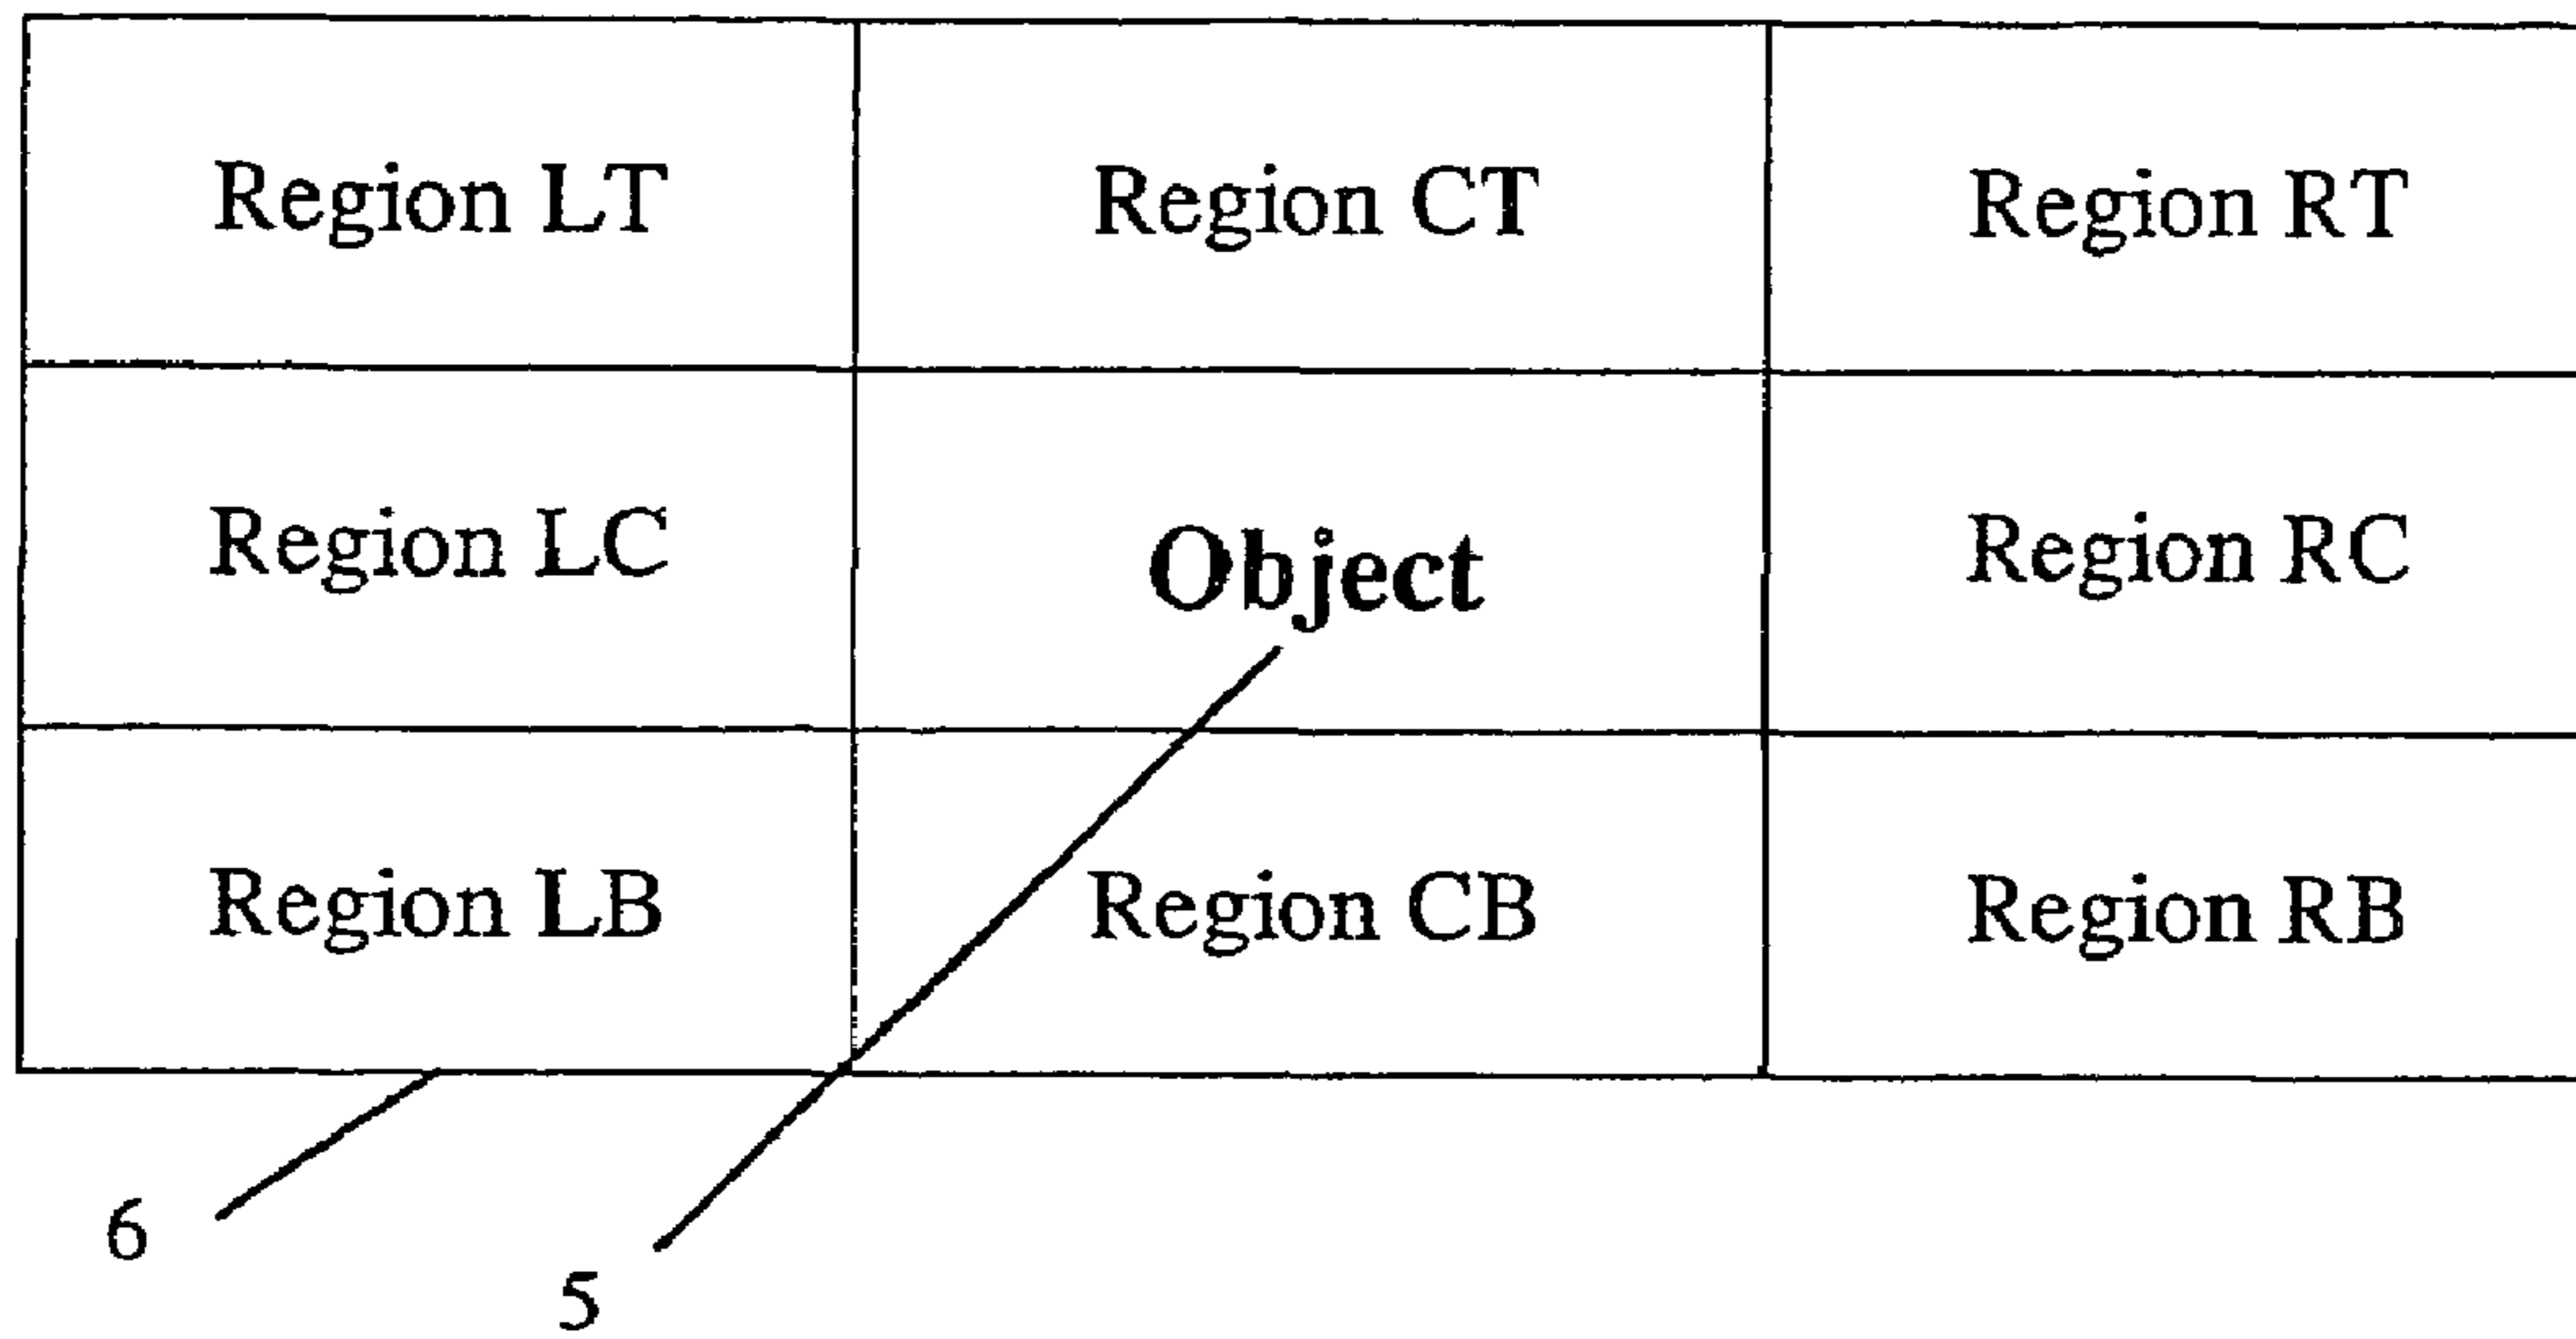 Region LT Region CT Region RT
Region LC Object Region RC
Region LB Region CB Region RB
6
5